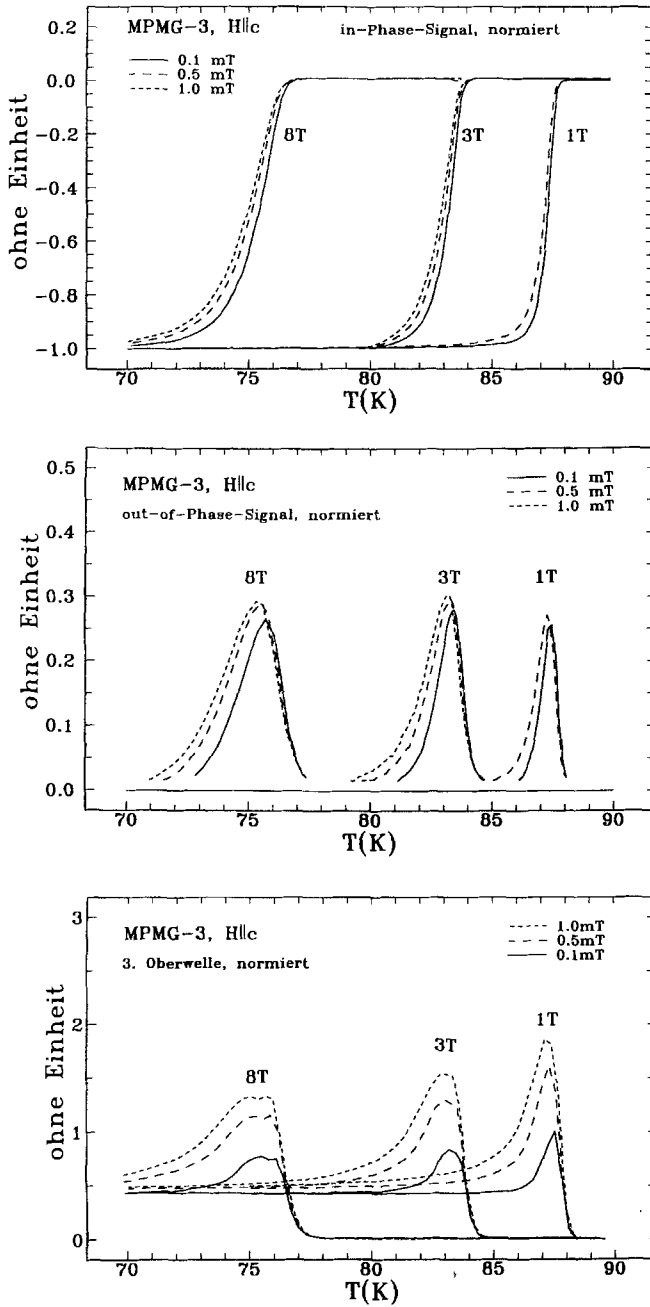 MPMG-3, H||c
in-Phase-Signal, normiert
0.1 mT
0.5 mT
1.0 mT
8T
3T
1T
0.2
0.0
-0.2
-0.4
-0.6
-0.8
-1.0
ohne Einheit
70
75
80
85
90
T(K)
MPMG-3, H||c
out-of-Phase-Signal, normiert
0.1 mT
0.5 mT
1.0 mT
8T
3T
1T
0.5
0.4
0.3
0.2
0.1
0.0
ohne Einheit
70
75
80
85
90
T(K)
MPMG-3, H||c
3. Oberwelle, normiert
1.0mT
0.5mT
0.1mT
8T
3T
1T
3
2
1
0
ohne Einheit
70
75
80
85
90
T(K)